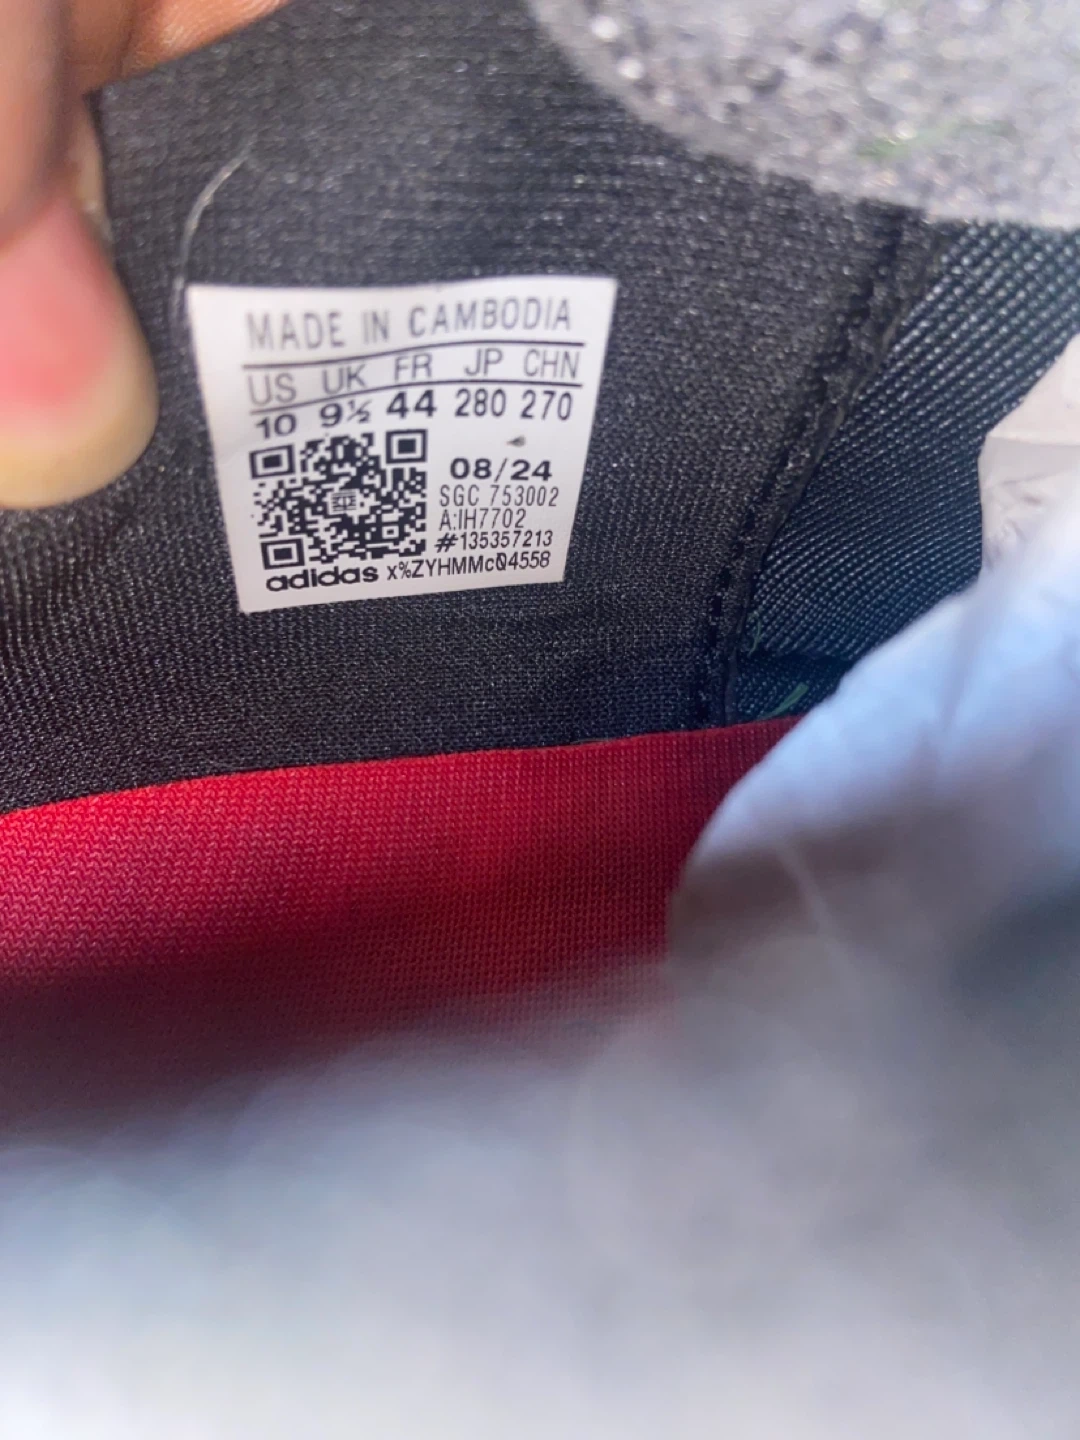 MADE IN CAMBODIA
US UK FR JP CHN
10 9½ 44 280 270
08/24
SGC 753002
A:IH7702
#135357213
adidas x%ZYHMMcQ4558